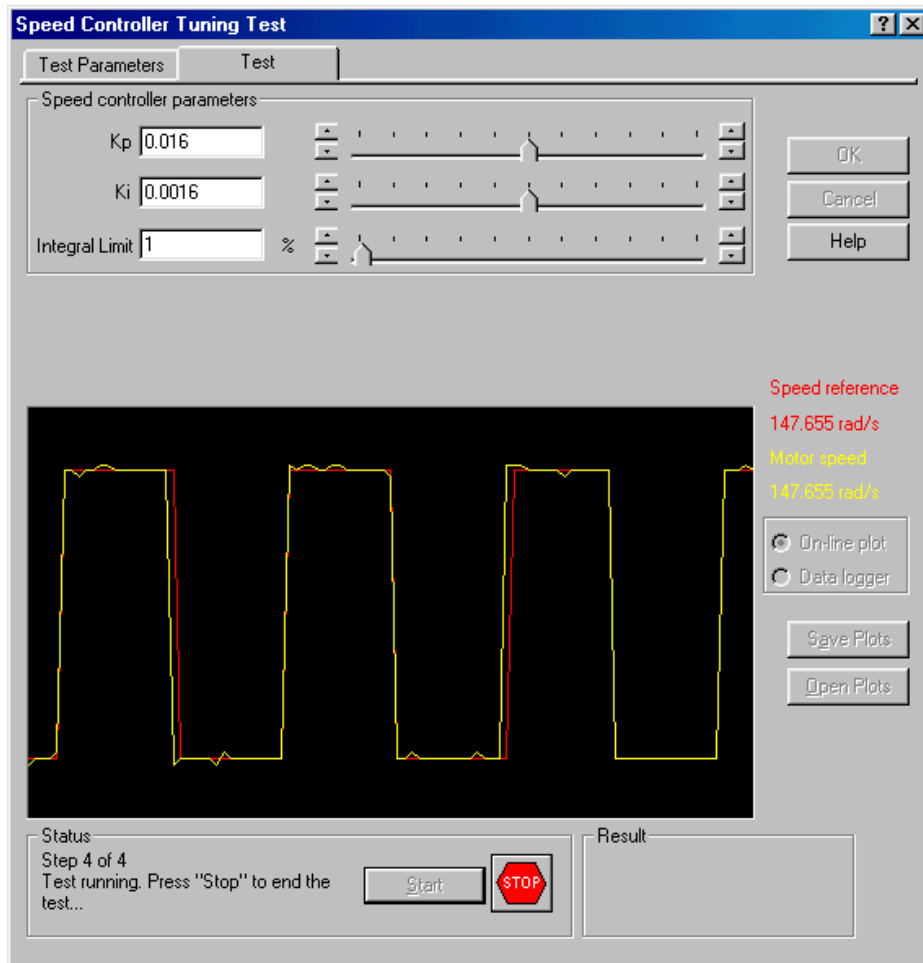 Speed Controller Tuning Test
Test Parameters
Test
Speed controller parameters
Kp 0.016
Ki 0.0016
Integral Limit 1 %
OK
Cancel
Help
Speed reference
147.655 rad/s
Motor speed
147.655 rad/s
On-line plot
Data logger
Save Plots
Open Plots
Status
Step 4 of 4
Test running. Press "Stop" to end the
test...
Start
STOP
Result